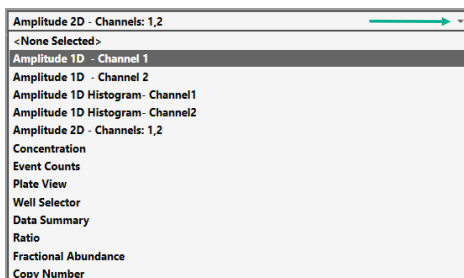 Amplitude 2D - Channels: 1,2
<None Selected>
Amplitude 1D - Channel 1
Amplitude 1D - Channel 2
Amplitude 1D Histogram- Channel1
Amplitude 1D Histogram- Channel2
Amplitude 2D - Channels: 1,2
Concentration
Event Counts
Plate View
Well Selector
Data Summary
Ratio
Fractional Abundance
Copy Number